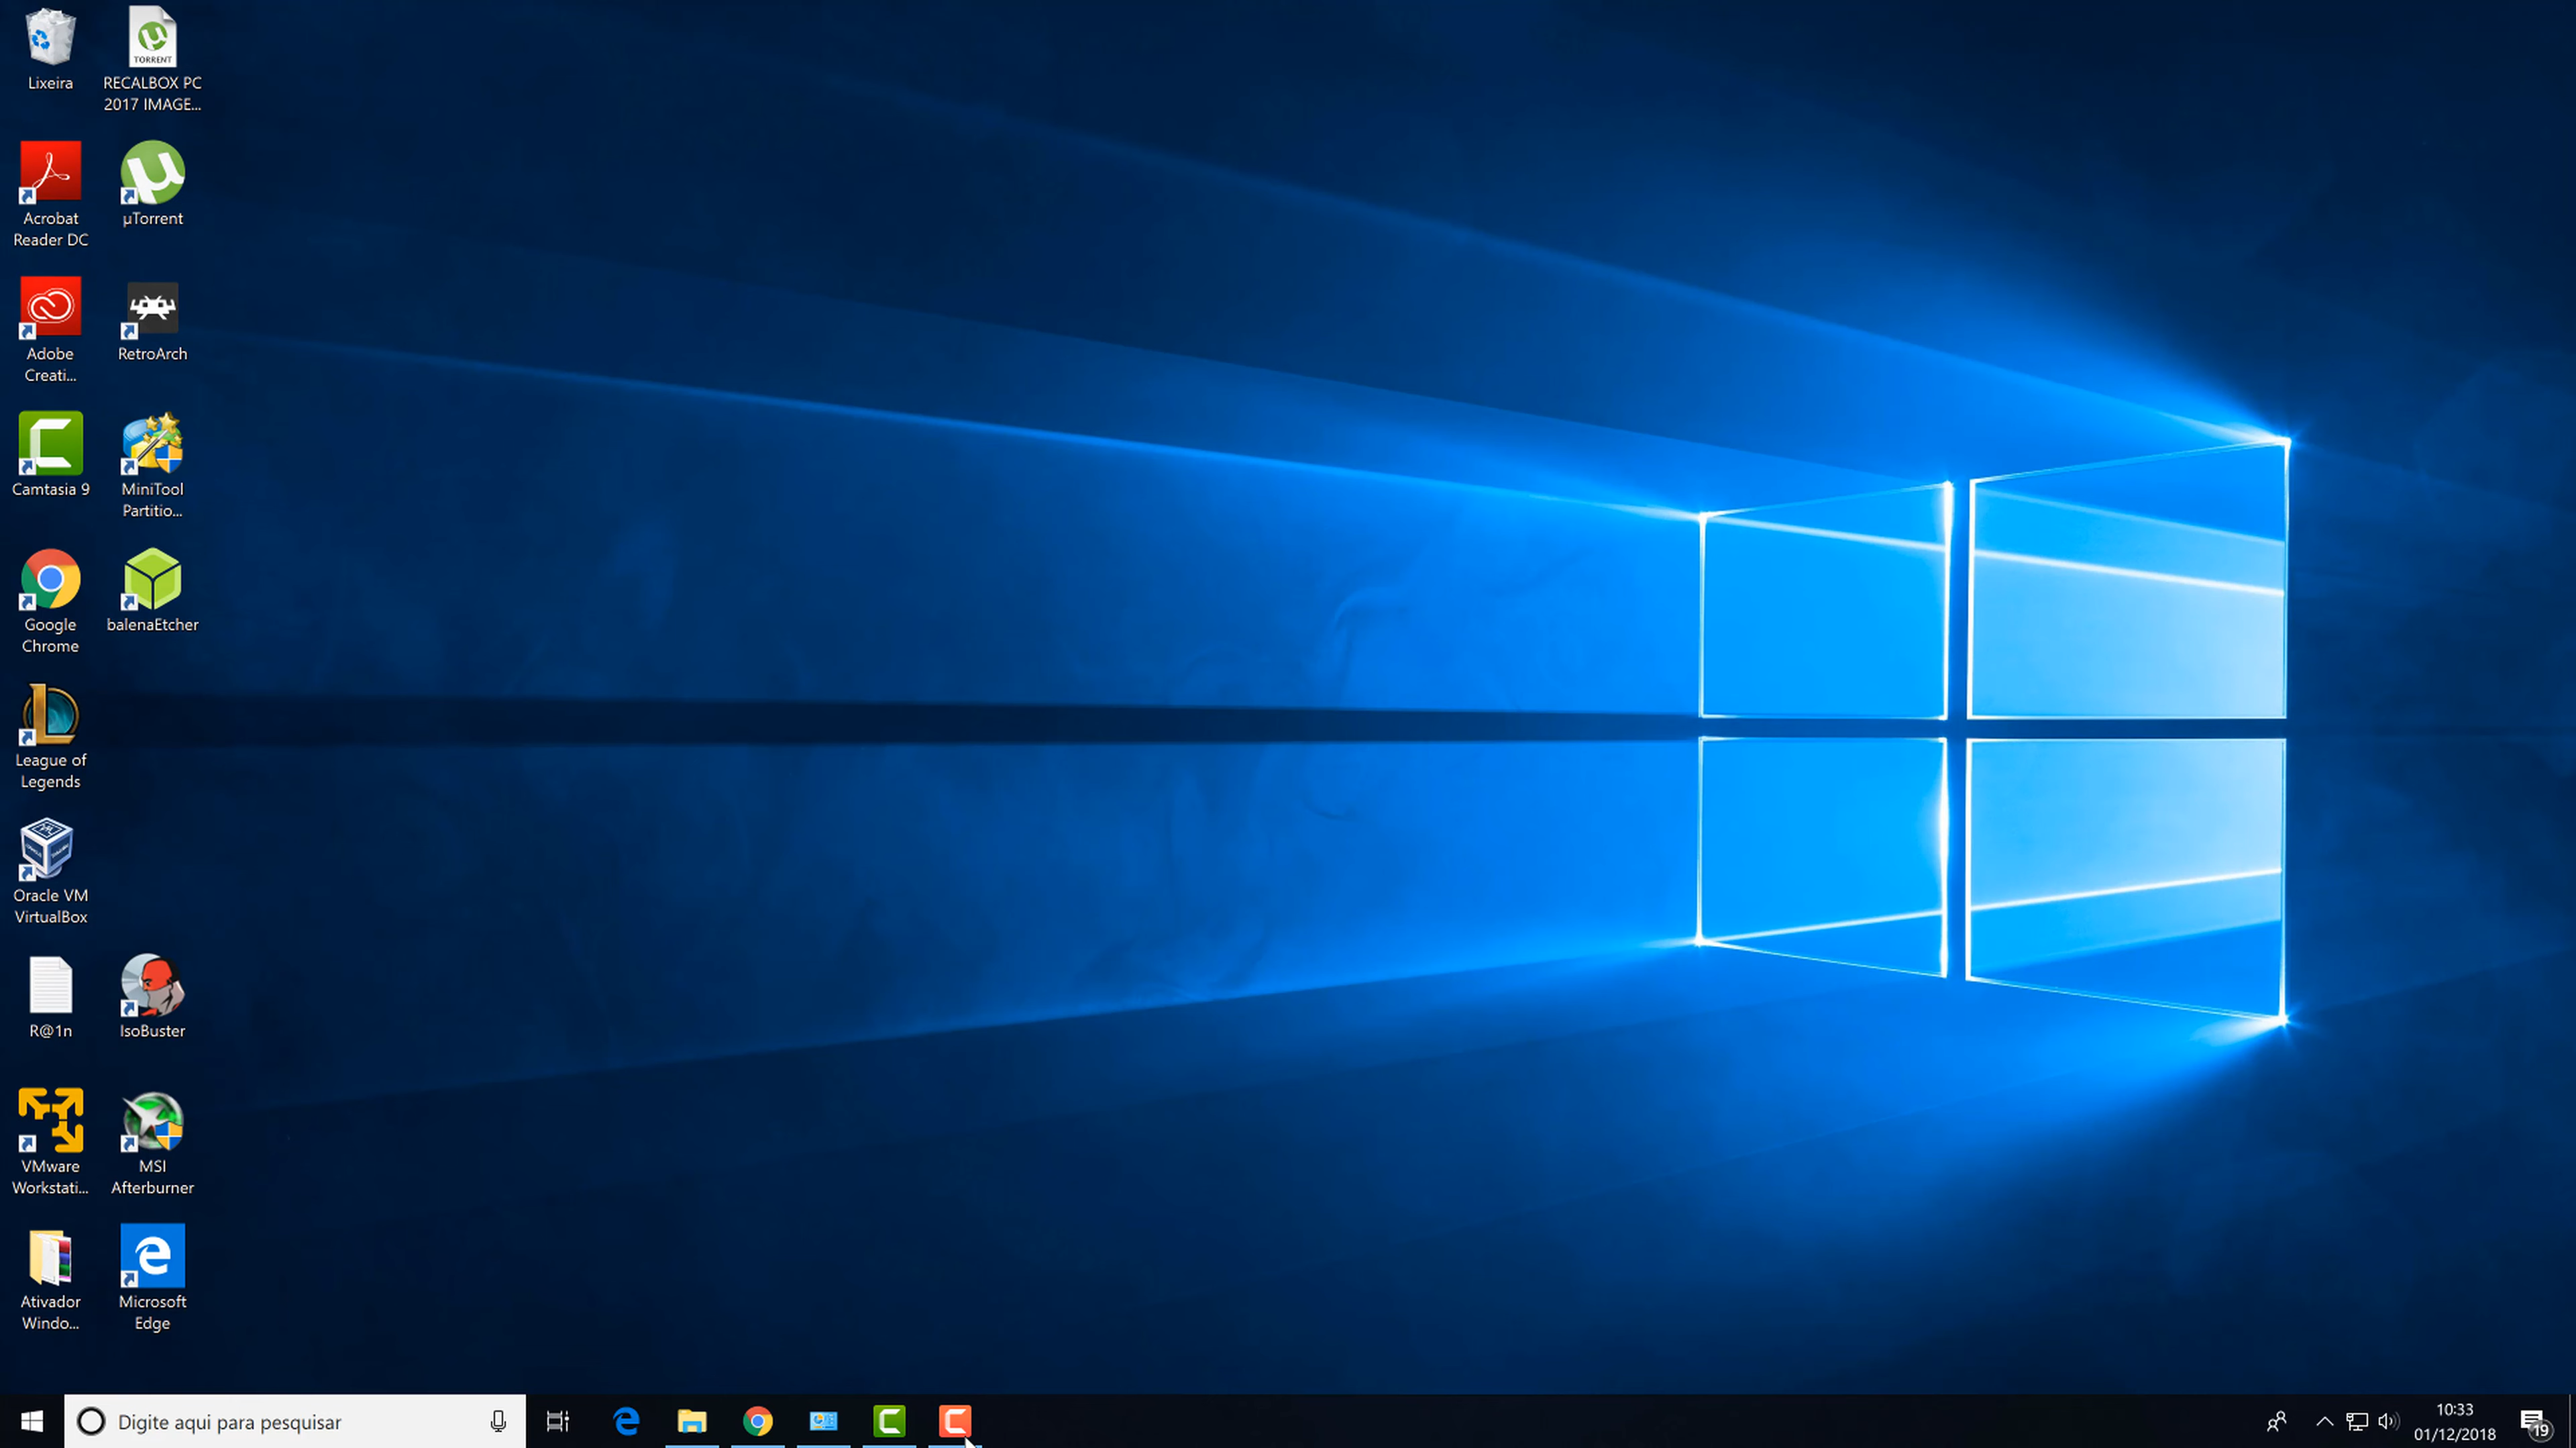 Lixeira
RECALBOX PC
2017 IMAGE...
TORRENT
Acrobat
Reader DC
µTorrent
Adobe
Creati...
RetroArch
Camtasia 9
MiniTool
Partitio...
Google
Chrome
balenaEtcher
League of
Legends
Oracle VM
VirtualBox
R@1n
IsoBuster
VMware
Workstati...
MSI
Afterburner
Ativador
Windo...
Microsoft
Edge
Digite aqui para pesquisar
10:33
01/12/2018
19